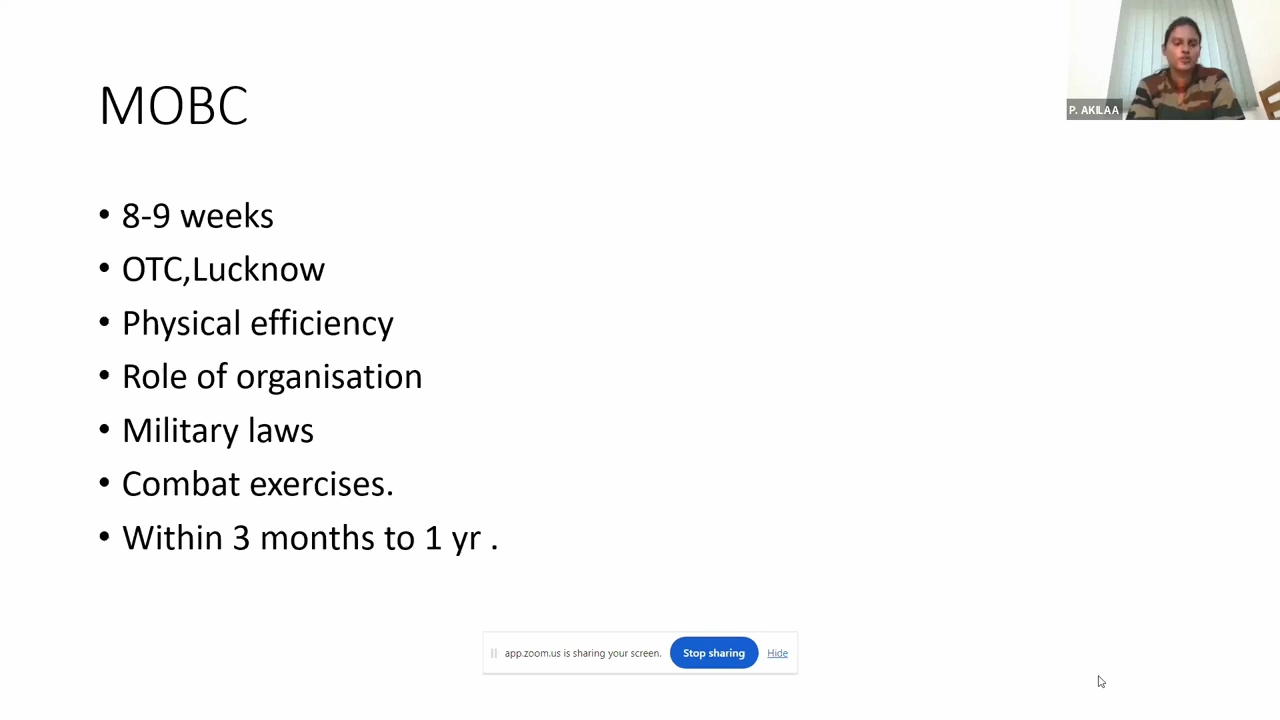 MOBC
P. AKILAA
• 8-9 weeks
• OTC,Lucknow
• Physical efficiency
• Role of organisation
• Military laws
• Combat exercises.
• Within 3 months to 1 yr .
app.zoom.us is sharing your screen. Stop sharing Hide